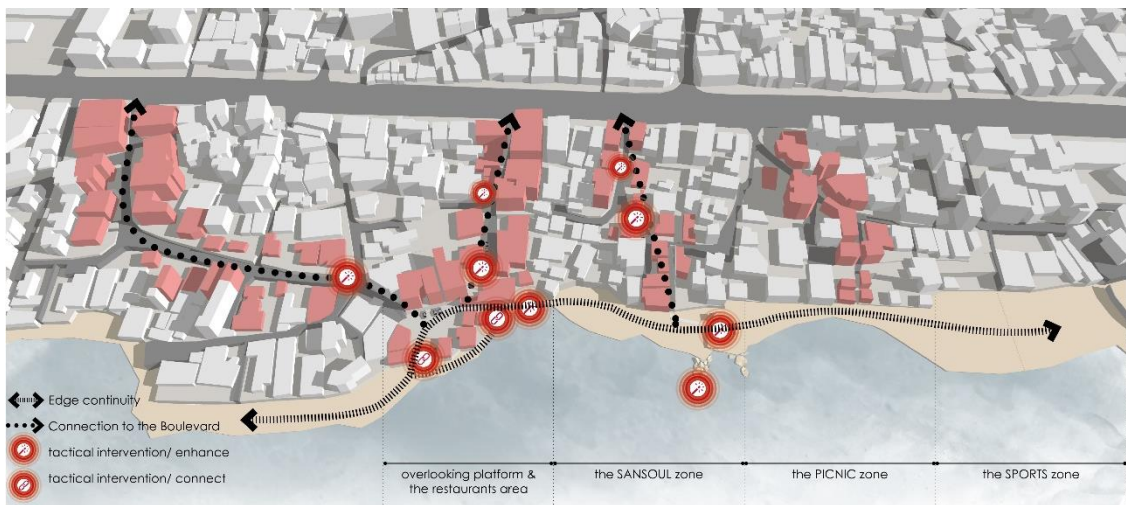 Edge continuity
Connection to the Boulevard
tactical intervention/ enhance
tactical intervention/ connect
overlooking platform &
the restaurants area
the SANSOUL zone
the PICNIC zone
the SPORTS zone